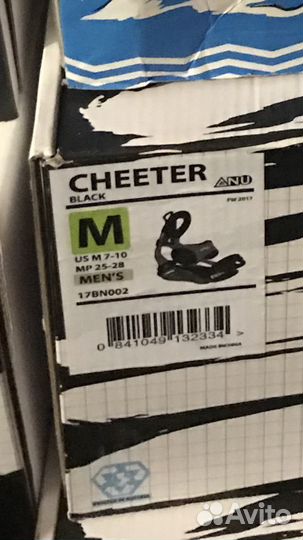 CHEETER ANU
BLACK FW 2017
M
US M 7-10
MP 25-28
MEN'S
17BN002
0 841049 132334 >
MADE IN CHINA
Avito